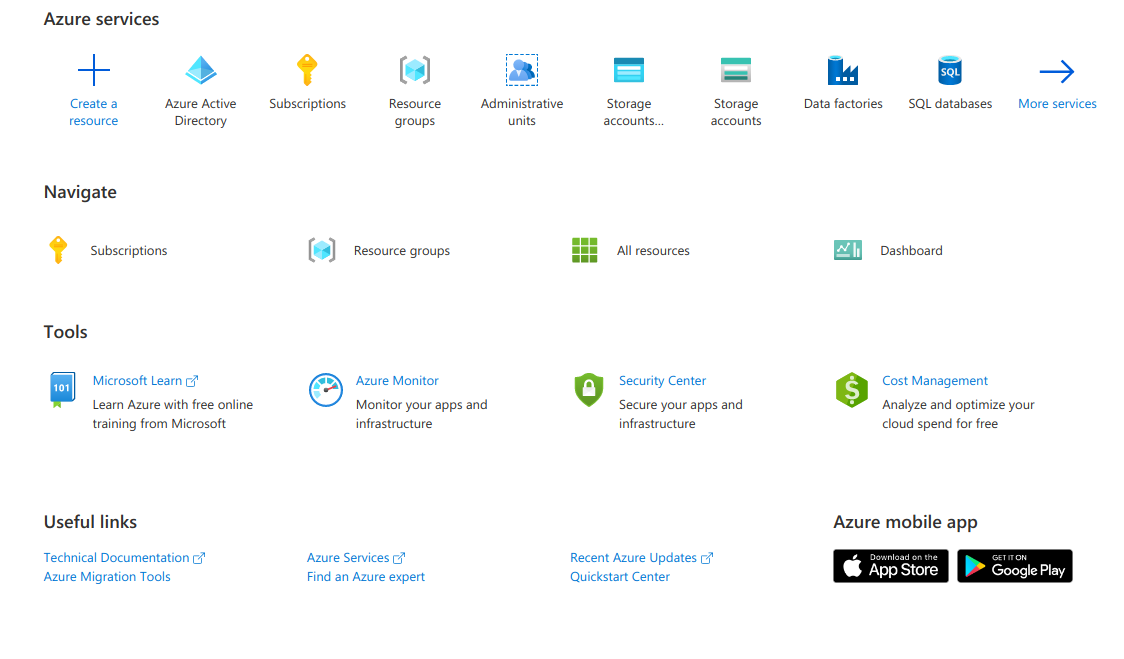 Azure services
Create a
resource
Azure Active
Directory
Subscriptions
Resource
groups
Administrative
units
Storage
accounts...
Storage
accounts
Data factories
SQL
SQL databases
More services
Navigate
Subscriptions
Resource groups
All resources
Dashboard
Tools
101
Microsoft Learn
Learn Azure with free online
training from Microsoft
Azure Monitor
Monitor your apps and
infrastructure
Security Center
Secure your apps and
infrastructure
$
Cost Management
Analyze and optimize your
cloud spend for free
Useful links
Technical Documentation
Azure Migration Tools
Azure Services
Find an Azure expert
Recent Azure Updates
Quickstart Center
Azure mobile app
Download on the
App Store
GET IT ON
Google Play